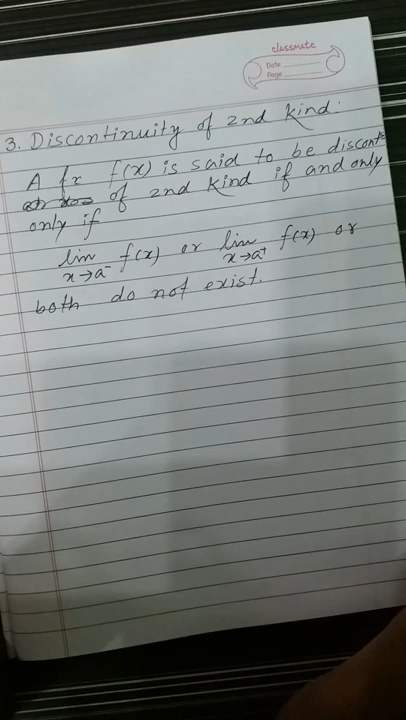 classmate
Date
Page
3. Discontinuity of 2nd Kind:
A fx f(x) is said to be discont
of 2nd Kind if and only
only if
lim x→a⁻ f(x) or lim x→a⁺ f(x) or
both do not exist.